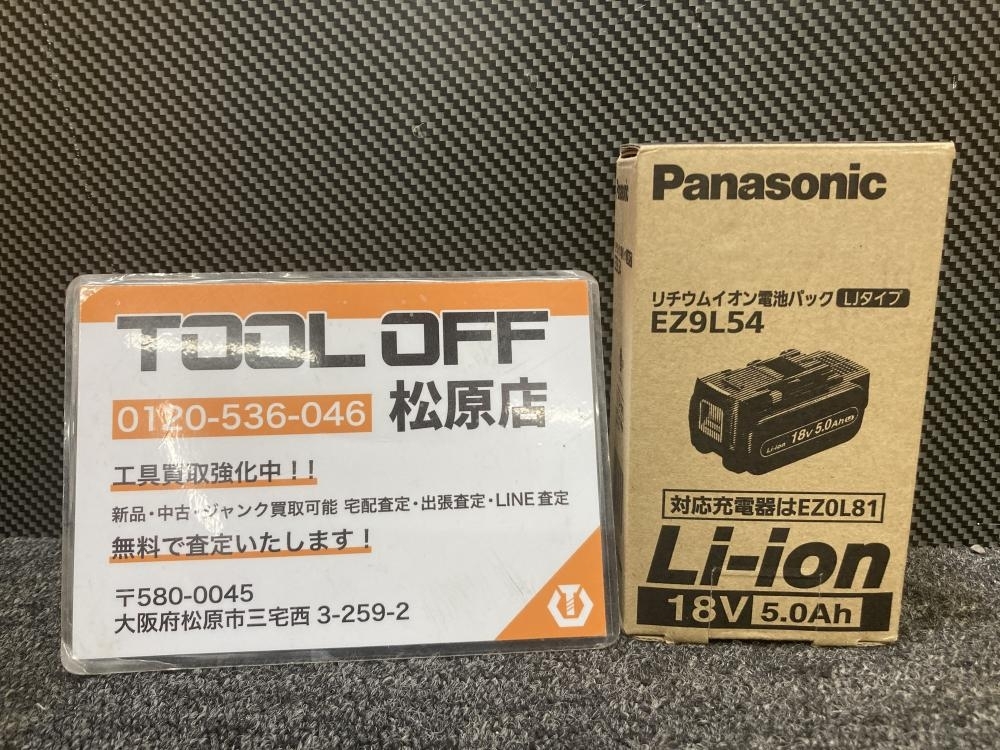 TOOL OFF
0120-536-046 松原店
工具買取強化中!!
新品・中古・ジャンク買取可能 宅配査定・出張査定・LINE査定
無料で査定いたします!
〒580-0045
大阪府松原市三宅西 3-259-2
Panasonic
リチウムイオン電池パック LJタイプ
EZ9L54
Li-ion 18V 5.0Ah LJ
対応充電器はEZ0L81
Li-ion
18V 5.0Ah